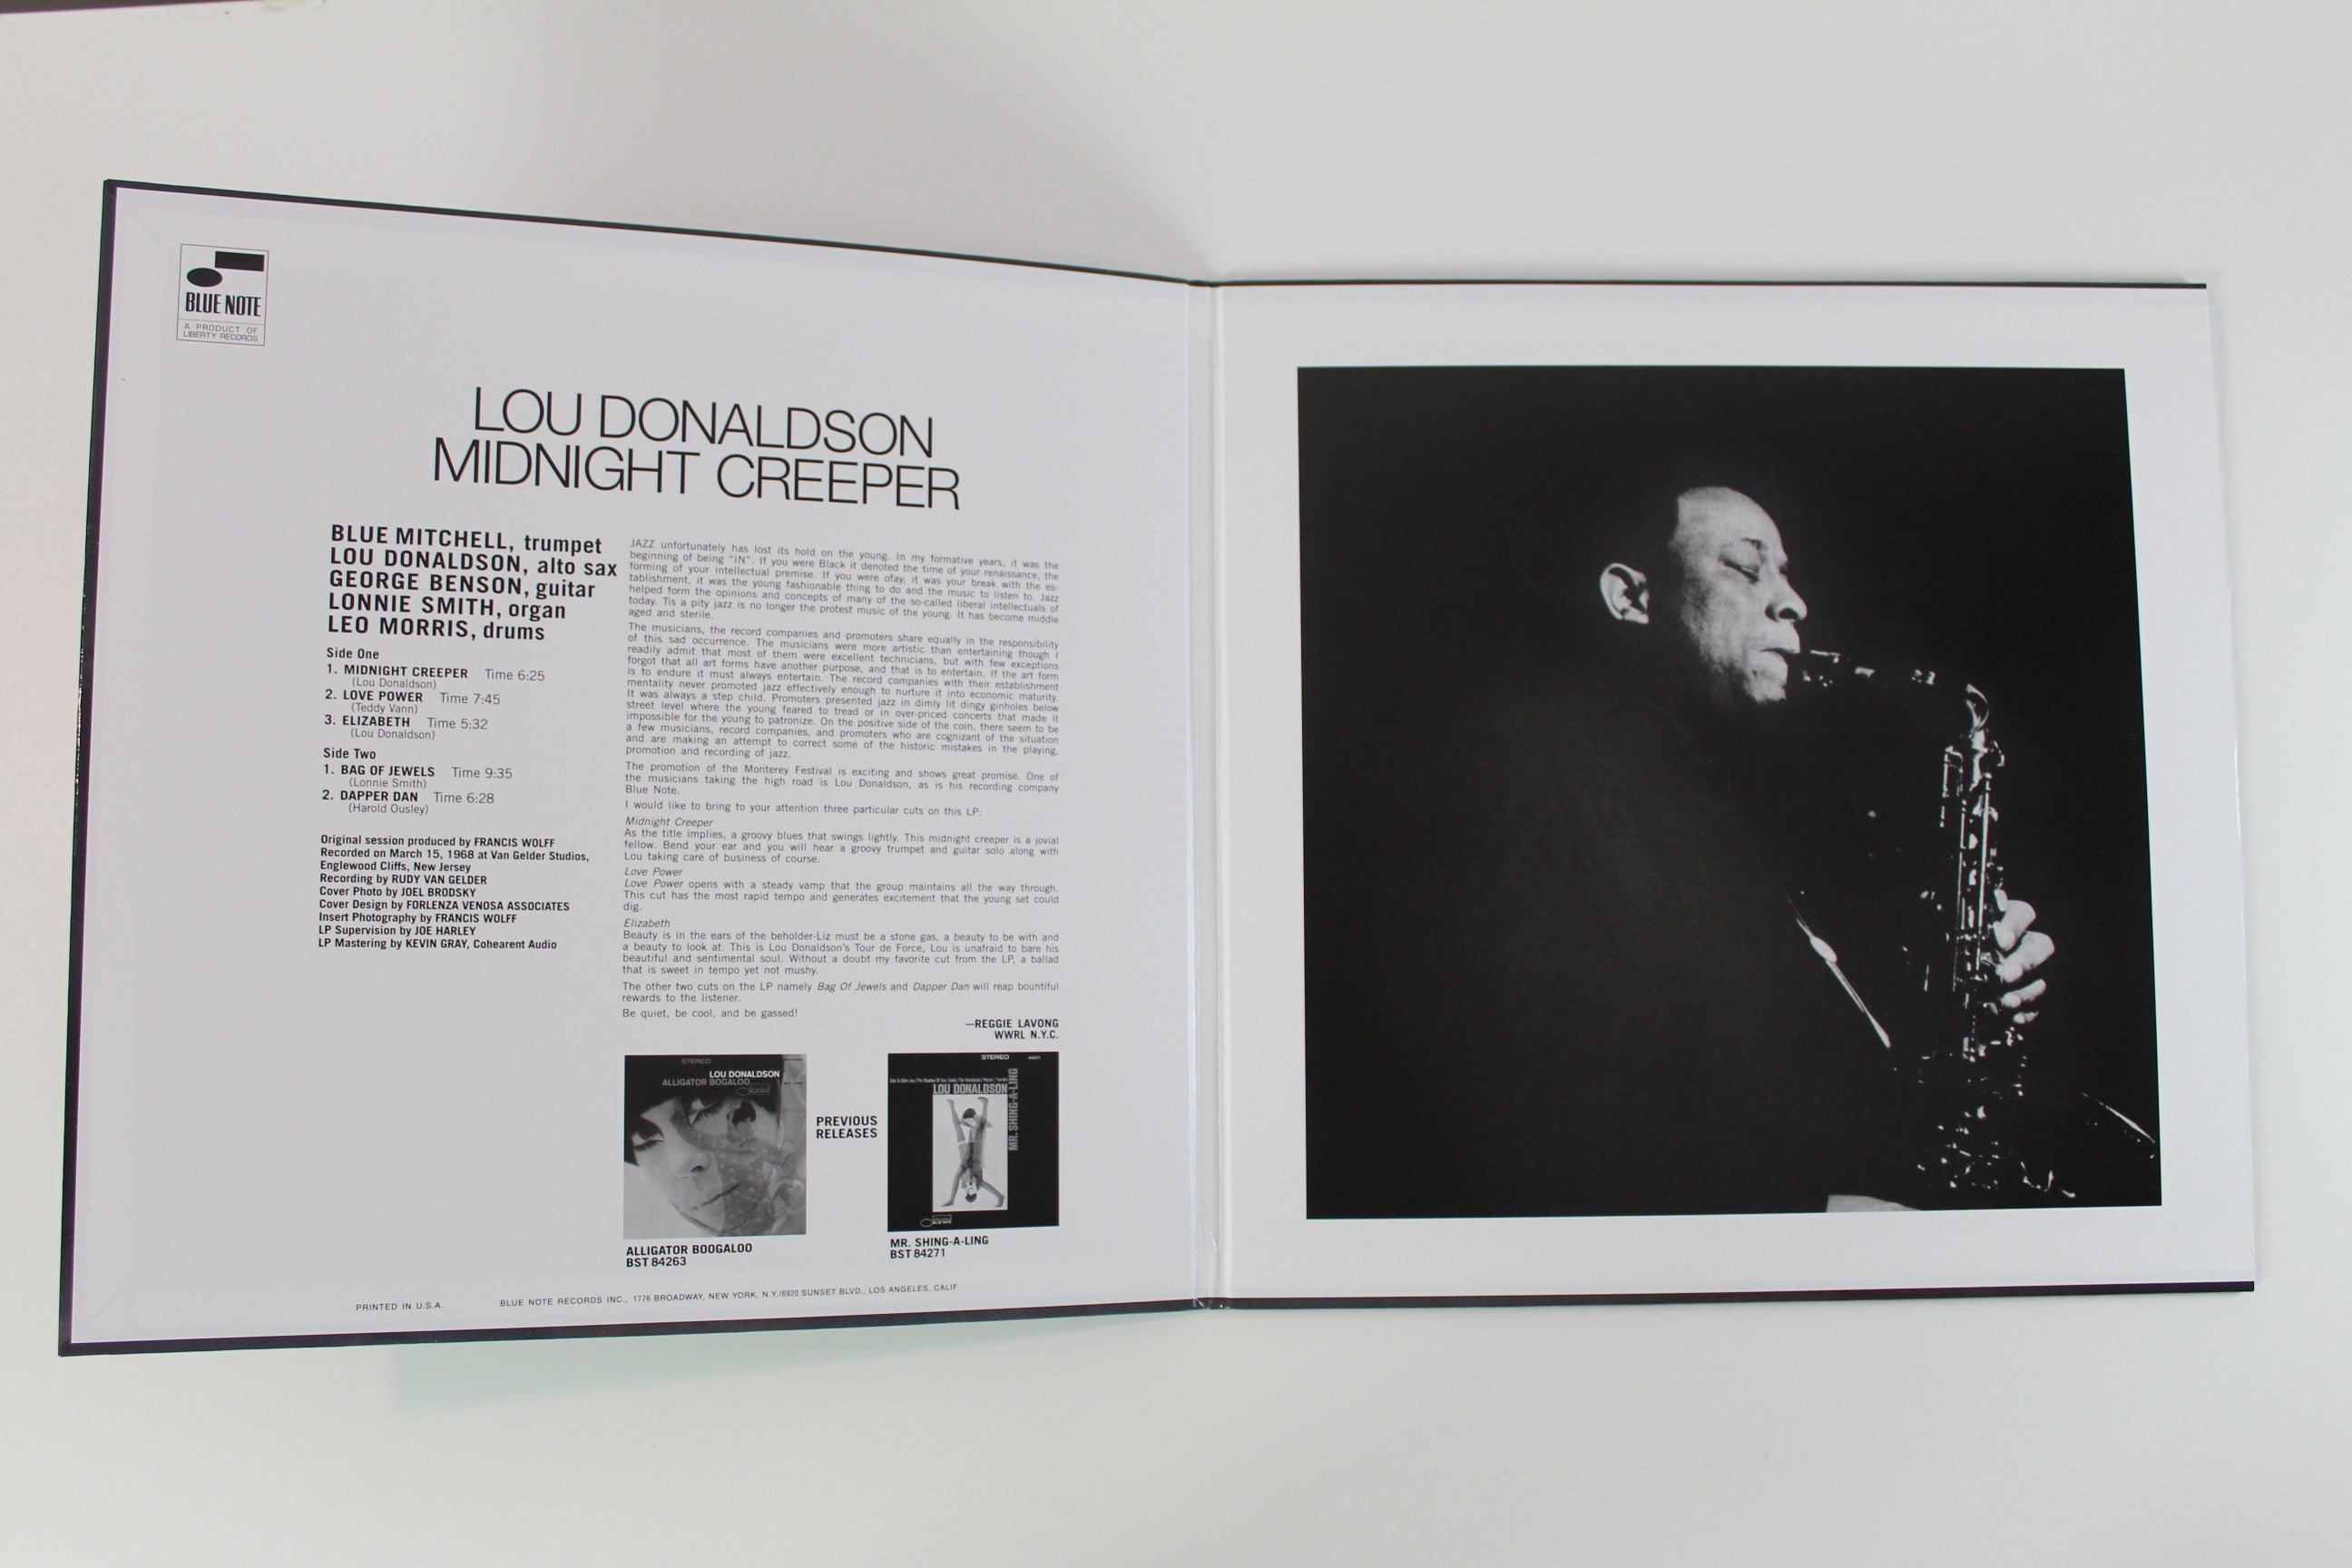 BLUE NOTE
A PRODUCT OF
LIBERTY RECORDS
LOU DONALDSON
MIDNIGHT CREEPER
BLUE MITCHELL, trumpet
LOU DONALDSON, alto sax
GEORGE BENSON, guitar
LONNIE SMITH, organ
LEO MORRIS, drums
Side One
1. MIDNIGHT CREEPER Time 6:25
(Lou Donaldson)
2. LOVE POWER Time 7:45
(Teddy Vann)
3. ELIZABETH Time 5:32
(Lou Donaldson)
Side Two
1. BAG OF JEWELS Time 9:35
(Lonnie Smith)
2. DAPPER DAN Time 6:28
(Harold Ousley)
Original session produced by FRANCIS WOLFF
Recorded on March 15, 1968 at Van Gelder Studios,
Englewood Cliffs, New Jersey
Recording by RUDY VAN GELDER
Cover Photo by JOEL BRODSKY
Cover Design by FORLENZA VENOSA ASSOCIATES
Insert Photography by FRANCIS WOLFF
LP Supervision by JOE HARLEY
LP Mastering by KEVIN GRAY, Cohearent Audio
JAZZ unfortunately has lost its hold on the young. In my formative years, it was the
beginning of being "IN". If you were Black it denoted the time of your renaissance, the
forming of your intellectual premise. If you were ofay, it was your break with the es-
tablishment, it was the young fashionable thing to do and the music to listen to. Jazz
helped form the opinions and concepts of many of the so-called liberal intellectuals of
today. Tis a pity jazz is no longer the protest music of the young. It has become middle
aged and sterile.
The musicians, the record companies and promoters share equally in the responsibility
of this sad occurrence. The musicians were more artistic than entertaining though I
readily admit that most of them were excellent technicians, but with few exceptions
forgot that all art forms have another purpose, and that is to entertain. If the art form
is to endure it must always entertain. The record companies with their establishment
mentality never promoted jazz effectively enough to nurture it into economic maturity.
It was always a step child. Promoters presented jazz in dimly lit dingy ginholes below
street level where the young feared to tread or in over-priced concerts that made it
impossible for the young to patronize. On the positive side of the coin, there seem to be
a few musicians, record companies, and promoters who are cognizant of the situation
and are making an attempt to correct some of the historic mistakes in the playing,
promotion and recording of jazz.
The promotion of the Monterey Festival is exciting and shows great promise. One of
the musicians taking the high road is Lou Donaldson, as is his recording company
Blue Note.
I would like to bring to your attention three particular cuts on this LP:
Midnight Creeper
As the title implies, a groovy blues that swings lightly. This midnight creeper is a jovial
fellow. Bend your ear and you will hear a groovy trumpet and guitar solo along with
Lou taking care of business of course.
Love Power
Love Power opens with a steady vamp that the group maintains all the way through.
This cut has the most rapid tempo and generates excitement that the young set could
dig.
Elizabeth
Beauty is in the ears of the beholder-Liz must be a stone gas, a beauty to be with and
a beauty to look at. This is Lou Donaldson's Tour de Force, Lou is unafraid to bare his
beautiful and sentimental soul. Without a doubt my favorite cut from the LP, a ballad
that is sweet in tempo yet not mushy.
The other two cuts on the LP namely Bag Of Jewels and Dapper Dan will reap bountiful
rewards to the listener.
Be quiet, be cool, and be gassed!
—REGGIE LAVONG
WWRL N.Y.C.
STEREO
LOU DONALDSON
ALLIGATOR BOGALOO
PREVIOUS
RELEASES
STEREO
LOU DONALDSON
MR. SHING-A-LING
ALLIGATOR BOOGALOO
BST 84263
MR. SHING-A-LING
BST 84271
PRINTED IN U.S.A.
BLUE NOTE RECORDS INC., 1776 BROADWAY, NEW YORK, N.Y./6920 SUNSET BLVD., LOS ANGELES, CALIF